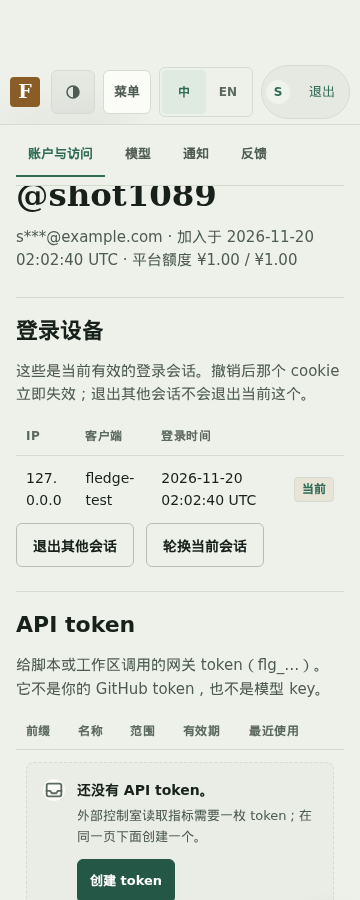 F 菜单 中 EN S 退出
账户与访问 模型 通知 反馈
@shot1089
s***@example.com · 加入于 2026-11-20
02:02:40 UTC · 平台额度 ¥1.00 / ¥1.00
登录设备
这些是当前有效的登录会话。撤销后那个 cookie
立即失效；退出其他会话不会退出当前这个。
IP 客户端 登录时间
127. fledge- 2026-11-20 当前
0.0.0 test 02:02:40 UTC
退出其他会话 轮换当前会话
API token
给脚本或工作区调用的网关 token（flg_...）。
它不是你的 GitHub token，也不是模型 key。
前缀 名称 范围 有效期 最近使用
还没有 API token。
外部控制室读取指标需要一枚 token；在
同一页下面创建一个。
创建 token